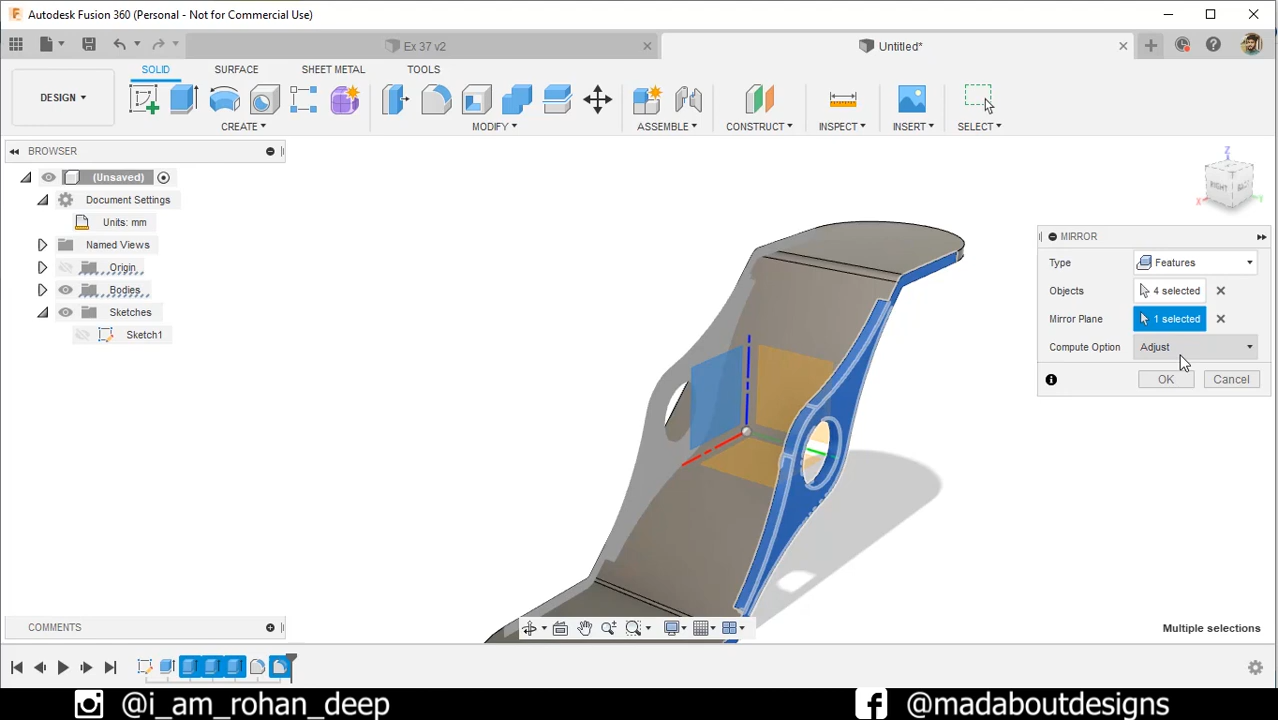 Autodesk Fusion 360 (Personal - Not for Commercial Use)
Ex 37 v2
Untitled*
DESIGN
SOLID
SURFACE
SHEET METAL
TOOLS
CREATE
MODIFY
ASSEMBLE
CONSTRUCT
INSPECT
INSERT
SELECT
BROWSER
(Unsaved)
Document Settings
Units: mm
Named Views
Origin
Bodies
Sketches
Sketch1
Z
RIGHT
BACK
X
Y
MIRROR
Type
Features
Objects
4 selected
Mirror Plane
1 selected
Compute Option
Adjust
OK
Cancel
COMMENTS
Multiple selections
@i_am_rohan_deep
@madaboutdesigns